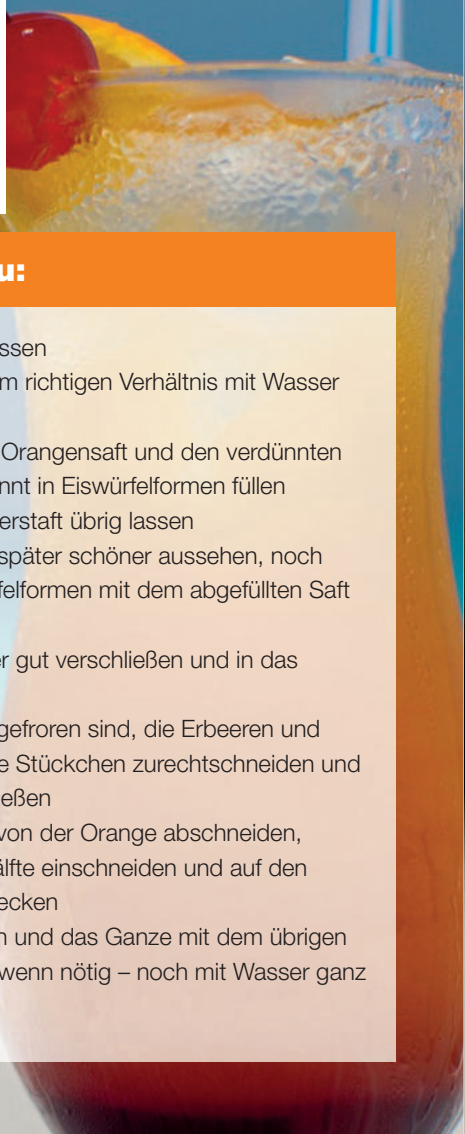 u:
ssen
m richtigen Verhältnis mit Wasser
Orangensaft und den verdünnten
nnt in Eiswürfelformen füllen
erstaft übrig lassen
später schöner aussehen, noch
felformen mit dem abgefüllten Saft
er gut verschließen und in das
gefroren sind, die Erbeeren und
e Stückchen zurechtschneiden und
eßen
von der Orange abschneiden,
älfte einschneiden und auf den
ecken
n und das Ganze mit dem übrigen
wenn nötig – noch mit Wasser ganz